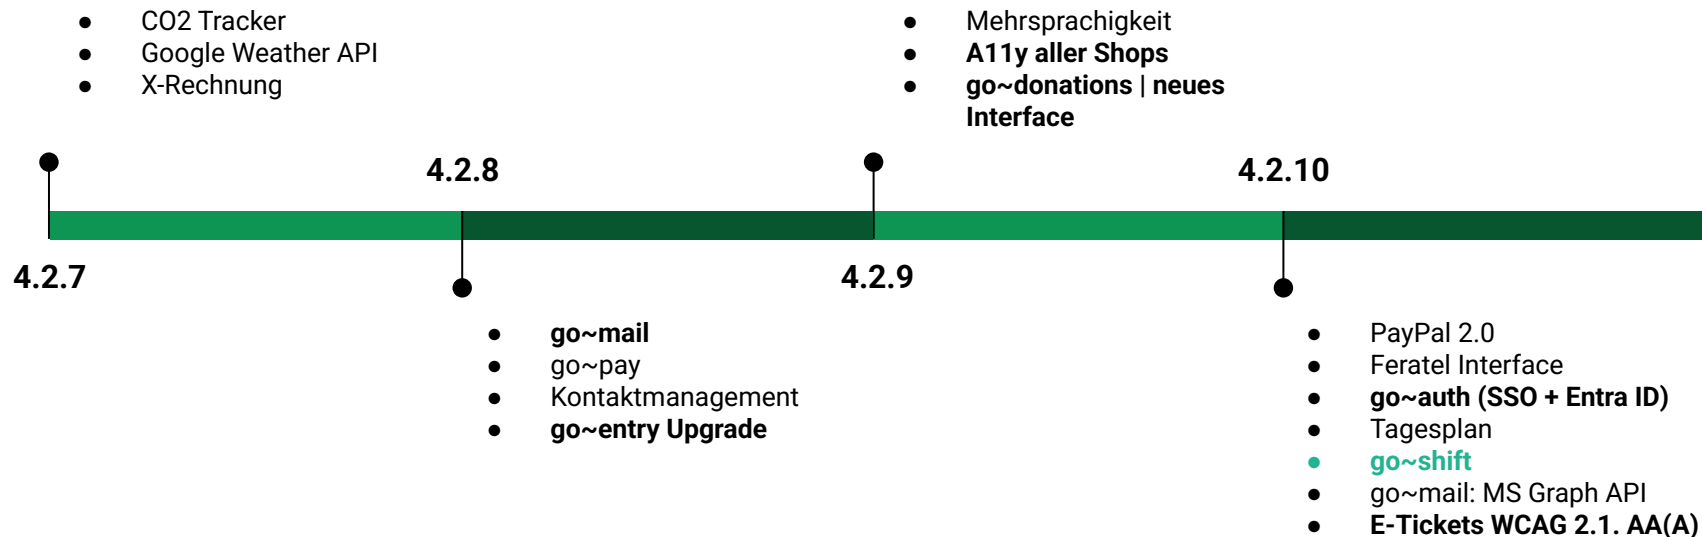 CO2 Tracker
Google Weather API
X-Rechnung
Mehrsprachigkeit
A11y aller Shops
go~donations | neues
Interface
4.2.8
4.2.10
4.2.7
4.2.9
go~mail
go~pay
Kontaktmanagement
go~entry Upgrade
PayPal 2.0
Feratel Interface
go~auth (SSO + Entra ID)
Tagesplan
go~shift
go~mail: MS Graph API
E-Tickets WCAG 2.1. AA(A)